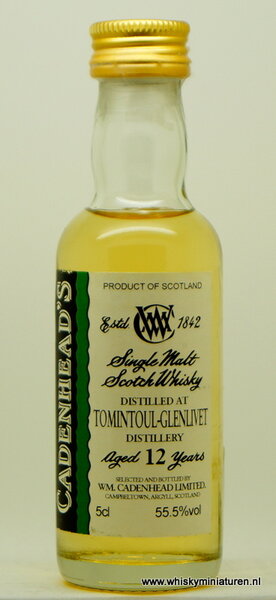 PRODUCT OF SCOTLAND
Estd 1842
Single Malt
Scotch Whisky
DISTILLED AT
TOMINTOUL-GLENLIVET
DISTILLERY
Aged 12 Years
SELECTED AND BOTTLED BY
WM. CADENHEAD LIMITED.
CAMPBELTOWN, ARGYLL, SCOTLAND
5cl 55.5%vol
CADENHEAD'S
www.whiskyminiaturen.nl